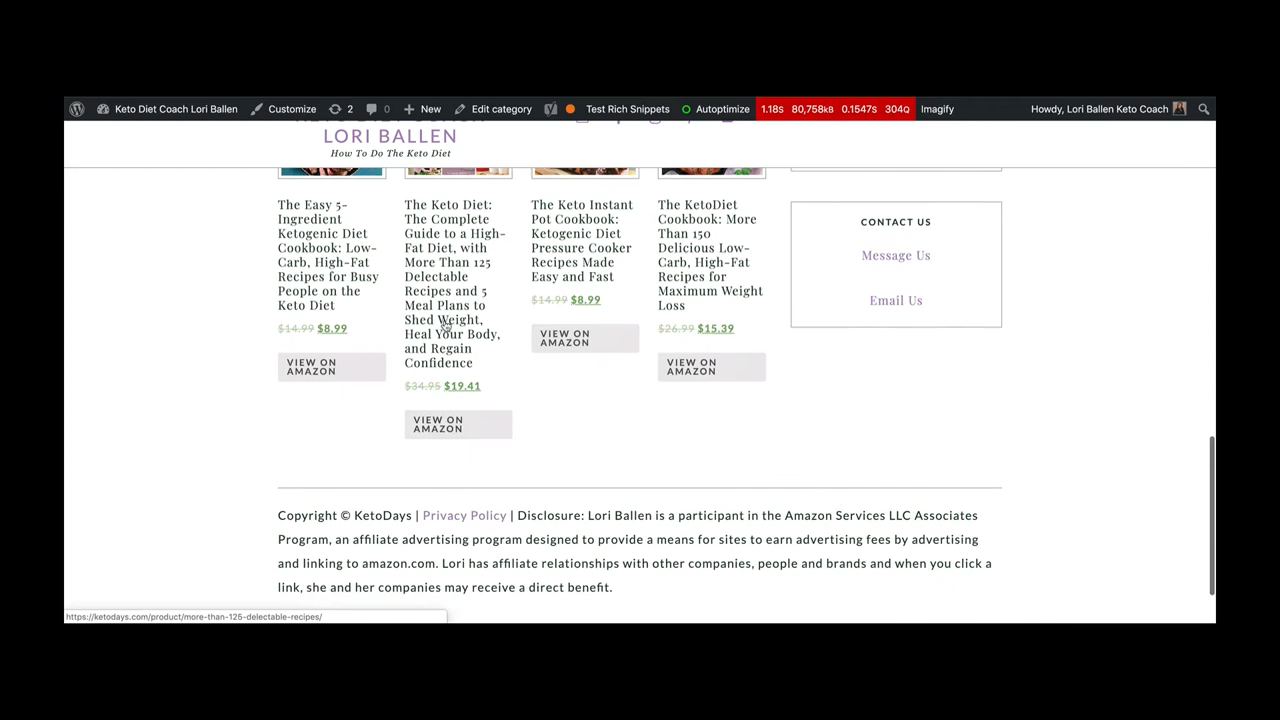 Keto Diet Coach Lori Ballen Customize 2 0 New Edit category Test Rich Snippets Autoptimize 1.18S 80,758KB 0.1547S 304Q Imagify Howdy, Lori Ballen Keto Coach
LORI BALLEN
How To Do The Keto Diet
The Easy 5-
Ingredient
Ketogenic Diet
Cookbook: Low-
Carb, High-Fat
Recipes for Busy
People on the
Keto Diet
$14.99 $8.99
VIEW ON
AMAZON
The Keto Diet:
The Complete
Guide to a High-
Fat Diet, with
More Than 125
Delectable
Recipes and 5
Meal Plans to
Shed Weight,
Heal Your Body,
and Regain
Confidence
$34.95 $19.41
VIEW ON
AMAZON
The Keto Instant
Pot Cookbook:
Ketogenic Diet
Pressure Cooker
Recipes Made
Easy and Fast
$14.99 $8.99
VIEW ON
AMAZON
The KetoDiet
Cookbook: More
Than 150
Delicious Low-
Carb, High-Fat
Recipes for
Maximum Weight
Loss
$26.99 $15.39
VIEW ON
AMAZON
CONTACT US
Message Us
Email Us
Copyright © KetoDays | Privacy Policy | Disclosure: Lori Ballen is a participant in the Amazon Services LLC Associates
Program, an affiliate advertising program designed to provide a means for sites to earn advertising fees by advertising
and linking to amazon.com. Lori has affiliate relationships with other companies, people and brands and when you click a
link, she and her companies may receive a direct benefit.
https://ketodays.com/product/more-than-125-delectable-recipes/